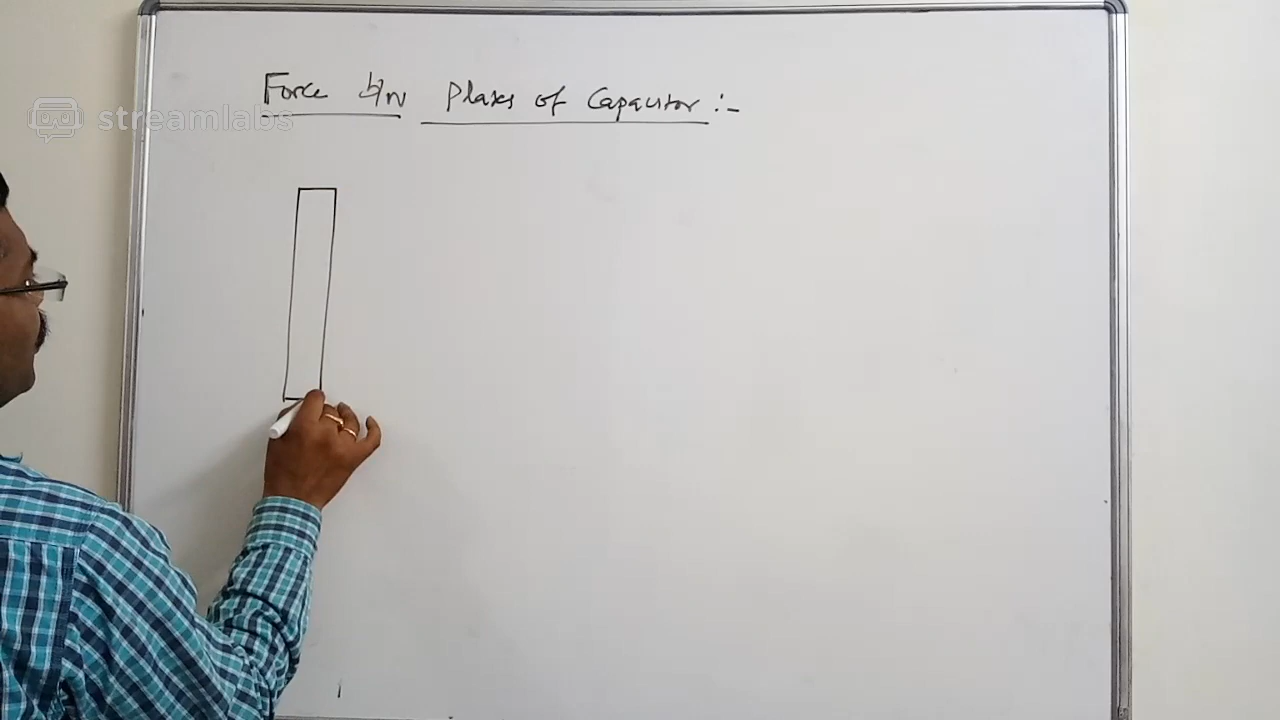 Force b/w Plates of Capacitor :-
streamlabs